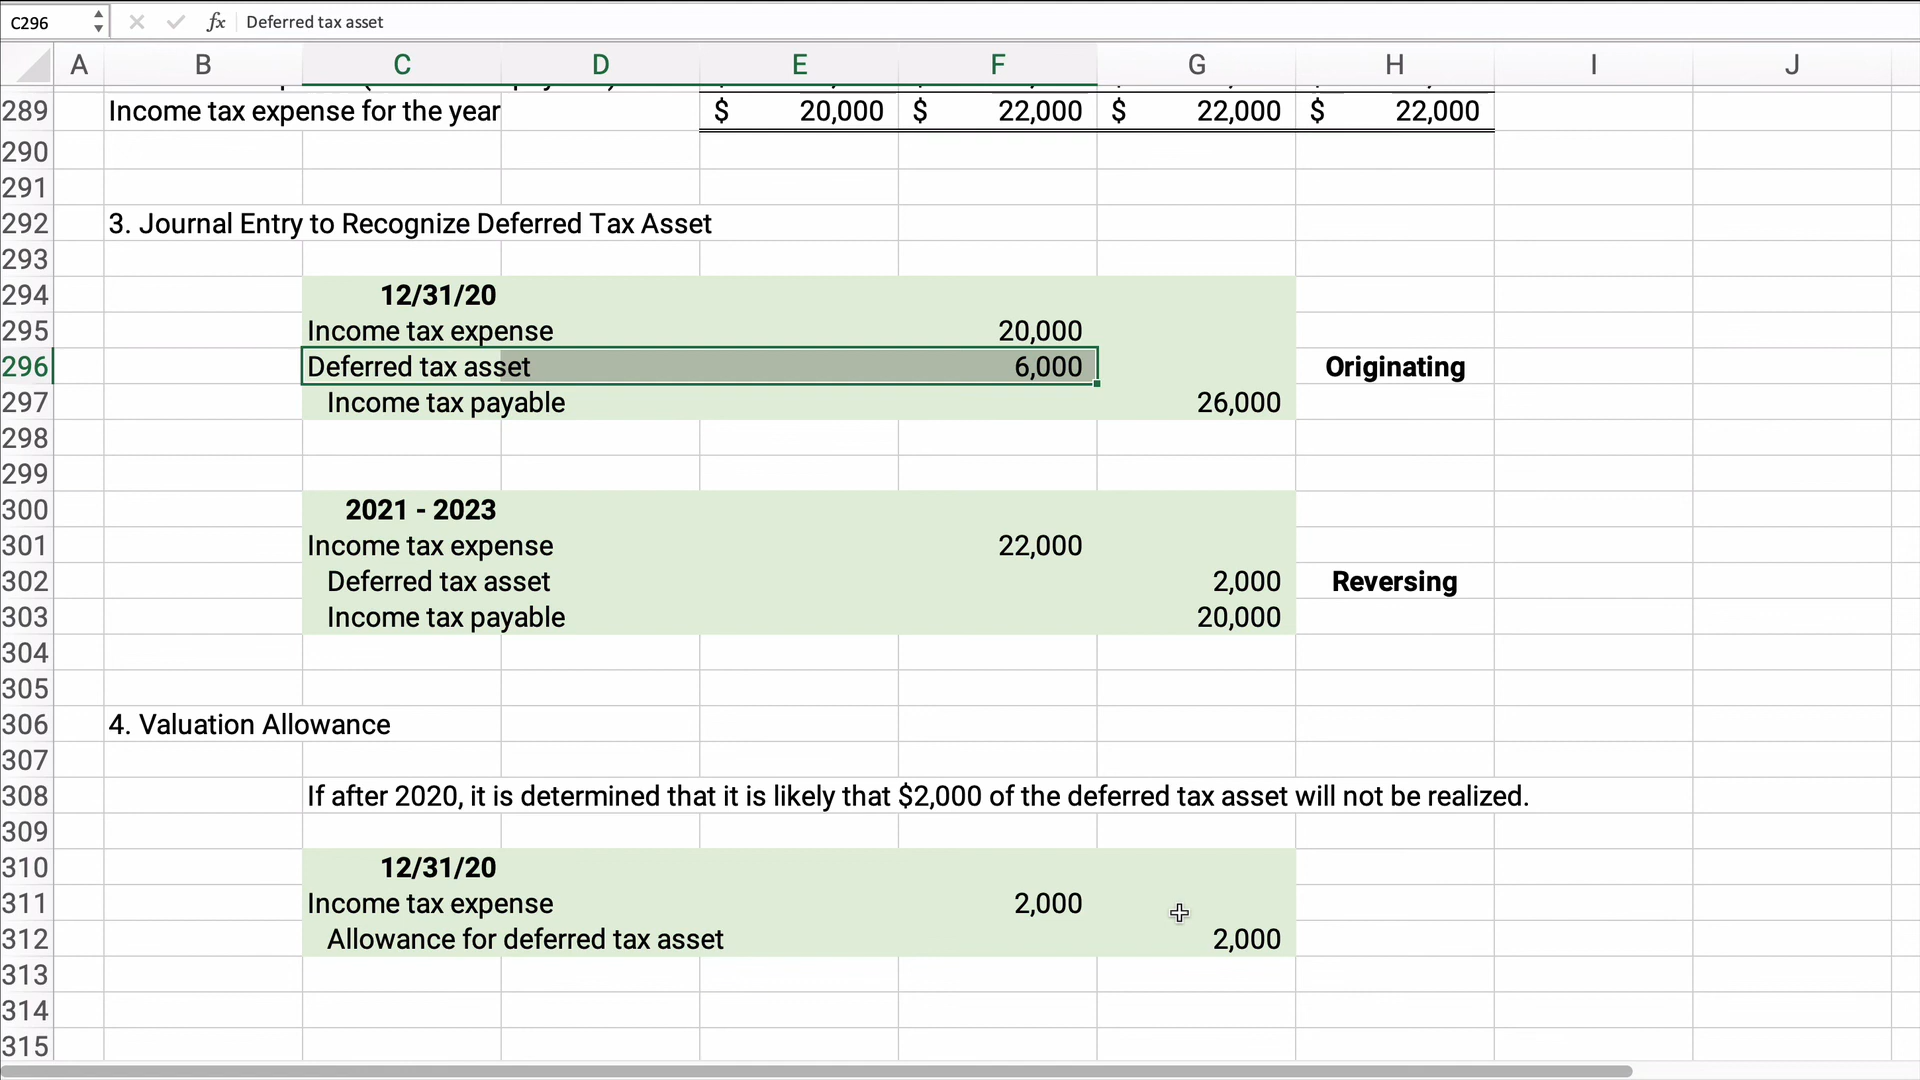 C296 fx Deferred tax asset
A B C D E F G H I J
289 Income tax expense for the year $ 20,000 $ 22,000 $ 22,000 $ 22,000
290
291
292 3. Journal Entry to Recognize Deferred Tax Asset
293
294 12/31/20
295 Income tax expense 20,000
296 Deferred tax asset 6,000 Originating
297 Income tax payable 26,000
298
299
300 2021 - 2023
301 Income tax expense 22,000
302 Deferred tax asset 2,000 Reversing
303 Income tax payable 20,000
304
305
306 4. Valuation Allowance
307
308 If after 2020, it is determined that it is likely that $2,000 of the deferred tax asset will not be realized.
309
310 12/31/20
311 Income tax expense 2,000
312 Allowance for deferred tax asset 2,000
313
314
315